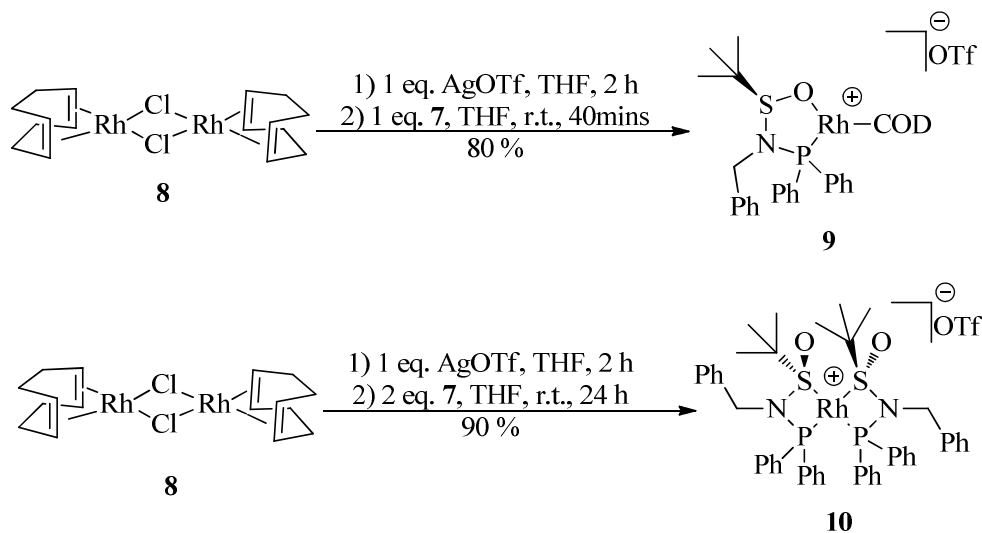 1) 1 eq. AgOTf, THF, 2 h
2) 1 eq. 7, THF, r.t., 40mins
80 %
Cl
Rh Rh
Cl
8
O
S
⊕
Rh COD
N P
Ph
Ph
Ph
⊖
OTf
9
1) 1 eq. AgOTf, THF, 2 h
2) 2 eq. 7, THF, r.t., 24 h
90 %
Cl
Rh Rh
Cl
8
O O
S ⊕ S
Ph
N Rh N
P P
Ph
Ph Ph Ph Ph
⊖
OTf
10